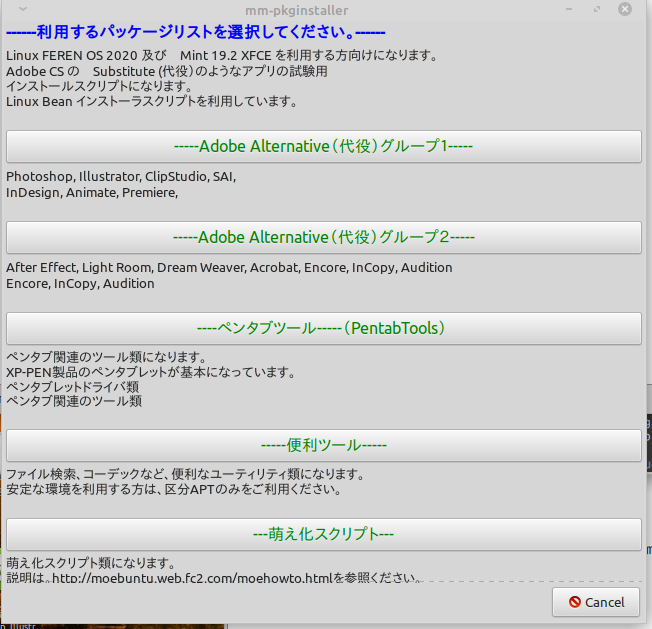 mm-pkginstaller
------利用するパッケージリストを選択してください。------
Linux FEREN OS 2020 及び　Mint 19.2 XFCE を利用する方向けになります。
Adobe CS の　Substitute (代役）のようなアプリの試験用
インストールスクリプトになります。
Linux Bean インストーラスクリプトを利用しています。
-----Adobe Alternative（代役）グループ1-----
Photoshop, Illustrator, ClipStudio, SAI,
InDesign, Animate, Premiere,
-----Adobe Alternative（代役）グループ２-----
After Effect, Light Room, Dream Weaver, Acrobat, Encore, InCopy, Audition
Encore, InCopy, Audition
----ペンタブツール-----（PentabTools）
ペンタブ関連のツール類になります。
XP-PEN製品のペンタブレットが基本になっています。
ペンタブレットドライバ類
ペンタブ関連のツール類
-----便利ツール-----
ファイル検索、コーデックなど、便利なユーティリティ類になります。
安定な環境を利用する方は、区分APTのみをご利用ください。
---萌え化スクリプト---
萌え化スクリプト類になります。
説明は。http://moebuntu.web.fc2.com/moehowto.htmlを参照ください。
Cancel